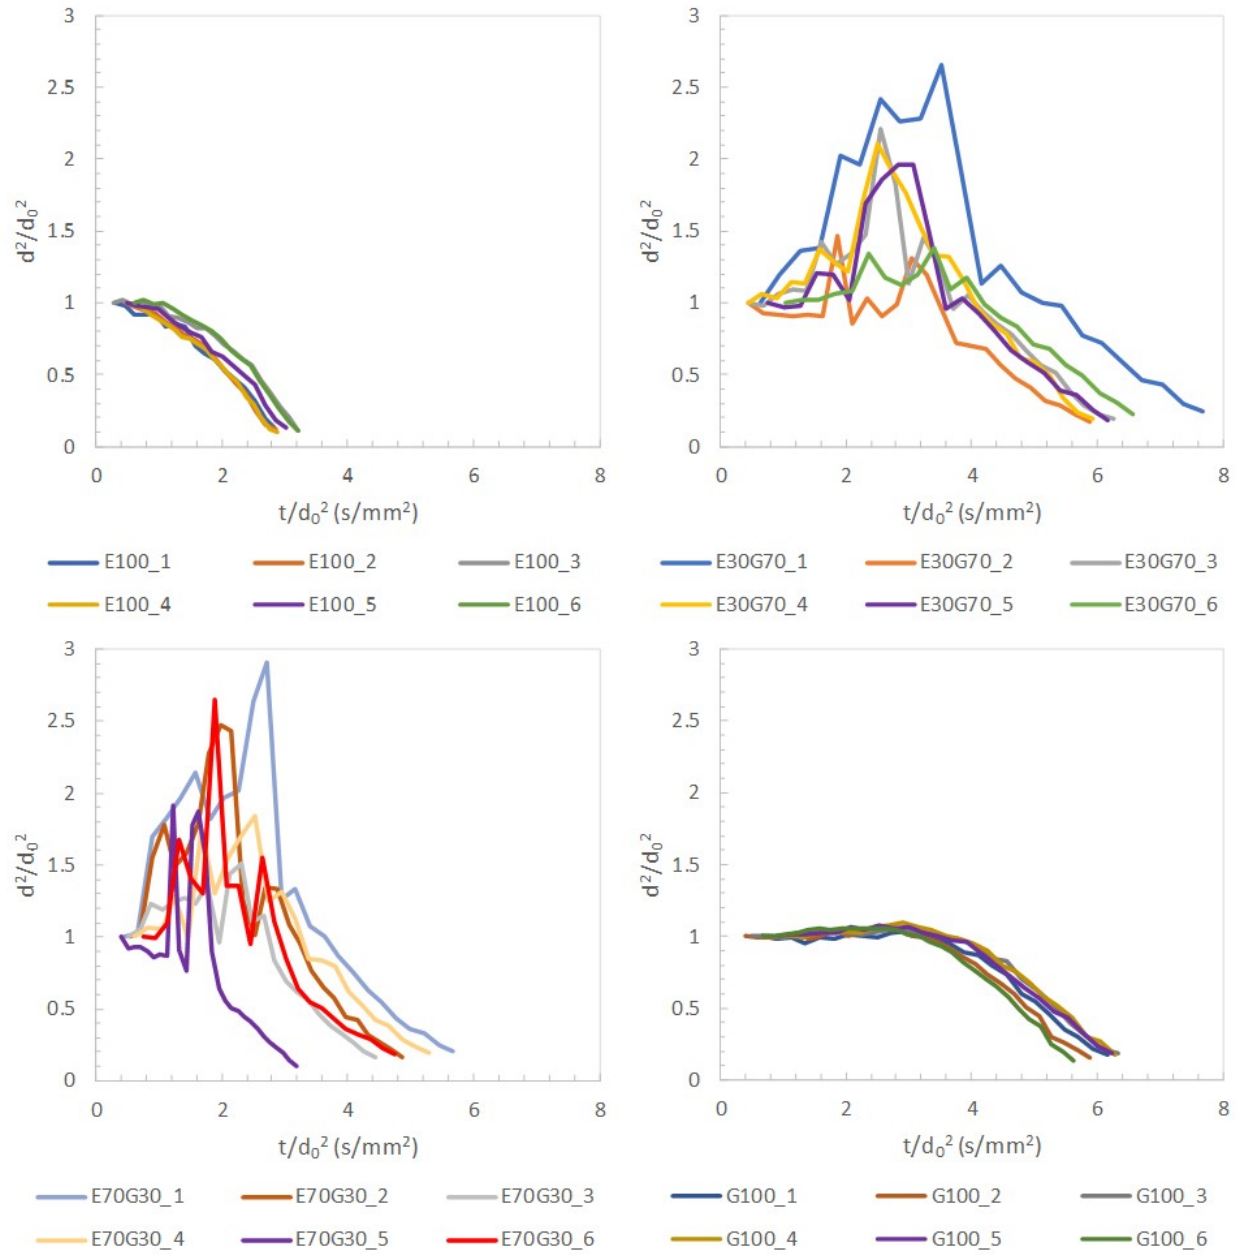 3
2.5
2
1.5
1
0.5
0
d²/d₀²
0 2 4 6 8
t/d₀² (s/mm²)
E100_1 E100_2 E100_3
E100_4 E100_5 E100_6
3
2.5
2
1.5
1
0.5
0
d²/d₀²
0 2 4 6 8
t/d₀² (s/mm²)
E30G70_1 E30G70_2 E30G70_3
E30G70_4 E30G70_5 E30G70_6
3
2.5
2
1.5
1
0.5
0
d²/d₀²
0 2 4 6 8
t/d₀² (s/mm²)
E70G30_1 E70G30_2 E70G30_3
E70G30_4 E70G30_5 E70G30_6
3
2.5
2
1.5
1
0.5
0
d²/d₀²
0 2 4 6 8
t/d₀² (s/mm²)
G100_1 G100_2 G100_3
G100_4 G100_5 G100_6